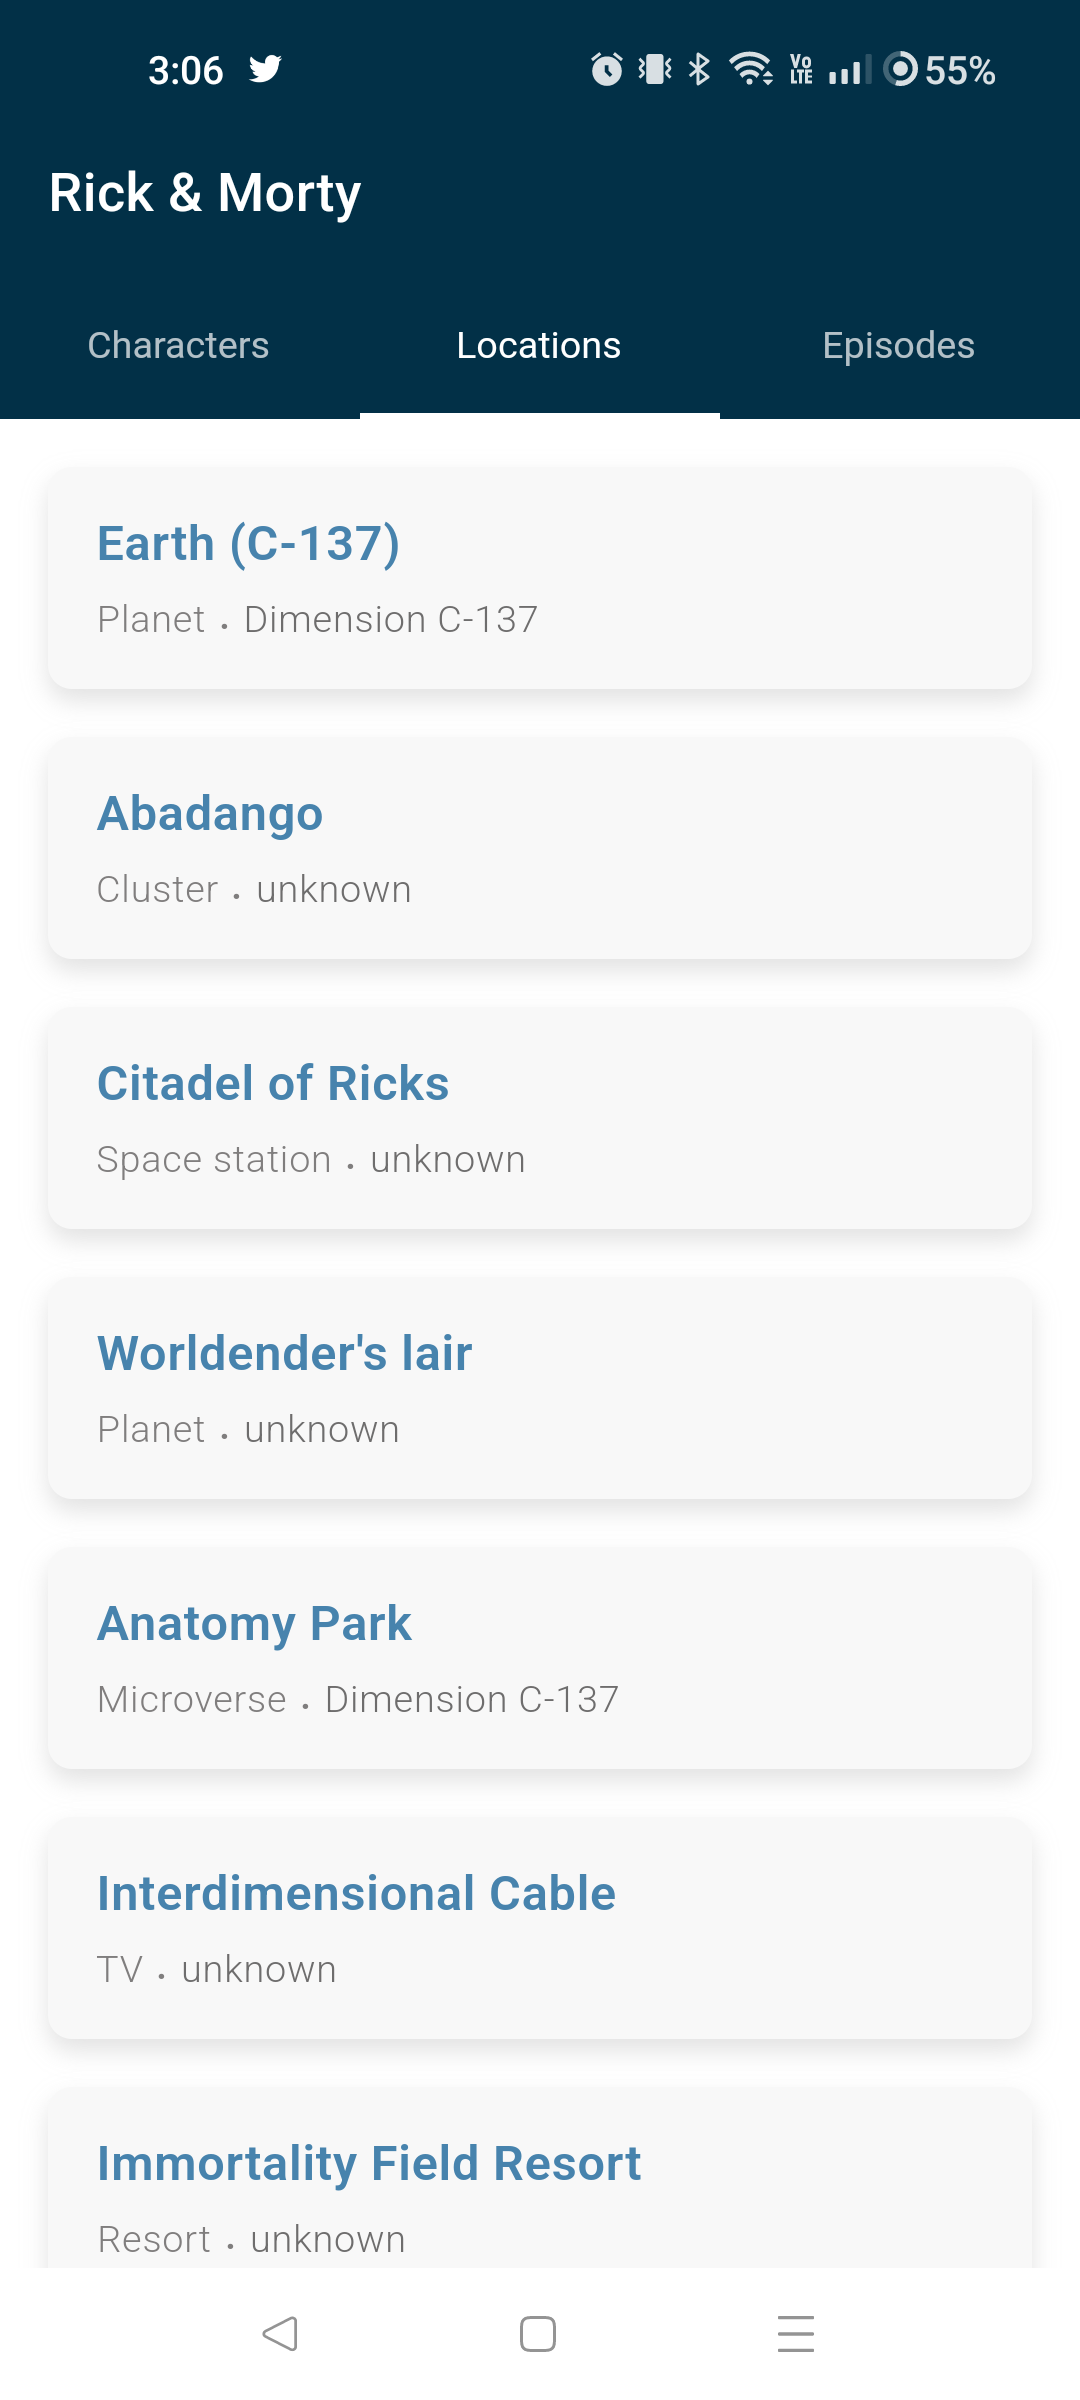 3:06 Vo LTE 55%
Rick & Morty
Characters Locations Episodes
Earth (C-137)
Planet . Dimension C-137
Abadango
Cluster . unknown
Citadel of Ricks
Space station . unknown
Worldender's lair
Planet . unknown
Anatomy Park
Microverse . Dimension C-137
Interdimensional Cable
TV . unknown
Immortality Field Resort
Resort . unknown